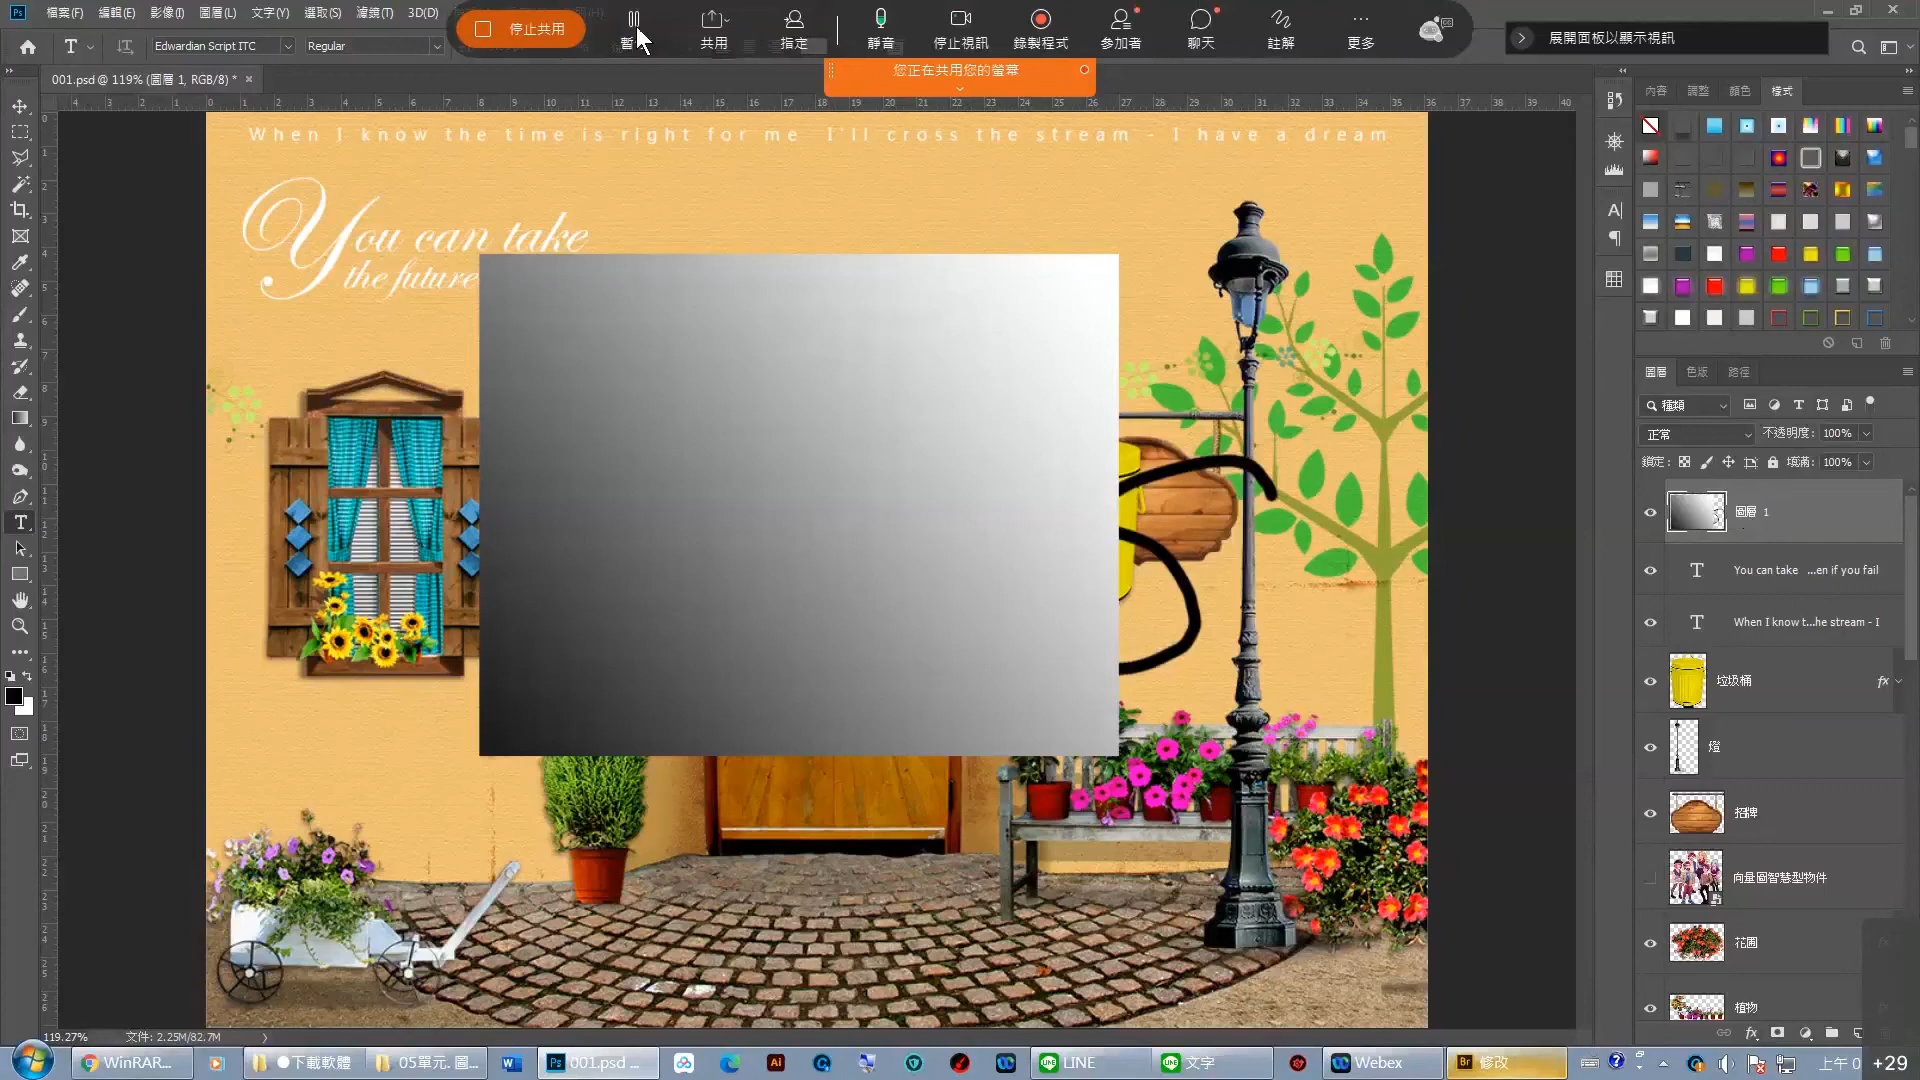 檔案(F) 編輯(E) 影像(I) 圖層(L) 文字(Y) 選取(S) 濾鏡(T) 3D(D)
停止共用
共用
指定
靜音
停止視訊
錄製程式
參加者
聊天
註解
更多
展開面板以顯示視訊
您正在共用您的螢幕
Edwardian Script ITC
Regular
001.psd @ 119% (圖層 1, RGB/8) *
When I know the time is right for me I'll cross the stream - I have a dream
You can take
the future
內容 調整 顏色 樣式
圖層 色版 路徑
種類
正常
不透明度: 100%
鎖定:
填滿: 100%
圖層 1
You can take ...en if you fail
When I know t...he stream - I
垃圾桶
fx
燈
招牌
向量圖智慧型物件
花圃
植物
119.27%
文件: 2.25M/82.7M
WinRAR...
●下載軟體
05單元. 圖...
001.psd ...
LINE
文字
Webex
修改
上午 0
+29